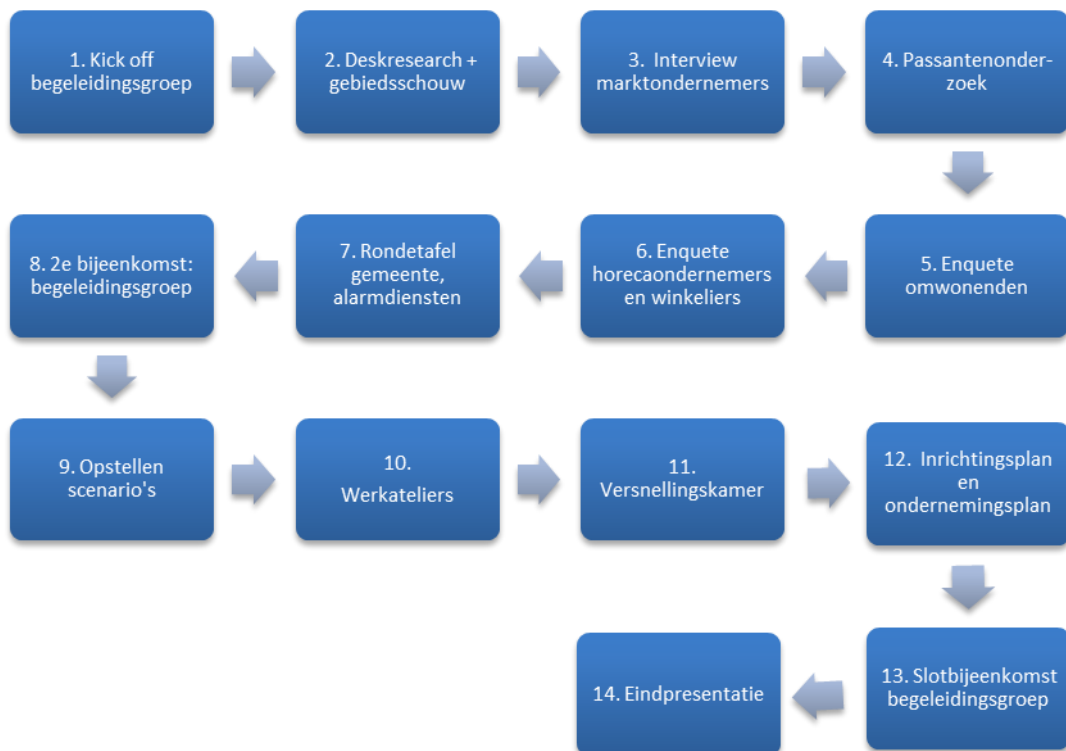 1. Kick off
begeleidingsgroep
2. Deskresearch +
gebiedsschouw
3. Interview
marktondernemers
4. Passantenonder-
zoek
5. Enquete
omwonenden
6. Enquete
horecaondernemers
en winkeliers
7. Rondetafel
gemeente,
alarmdiensten
8. 2e bijeenkomst:
begeleidingsgroep
9. Opstellen
scenario's
10.
Werkateliers
11.
Versnellingskamer
12. Inrichtingsplan
en
ondernemingsplan
13. Slotbijeenkomst
begeleidingsgroep
14. Eindpresentatie